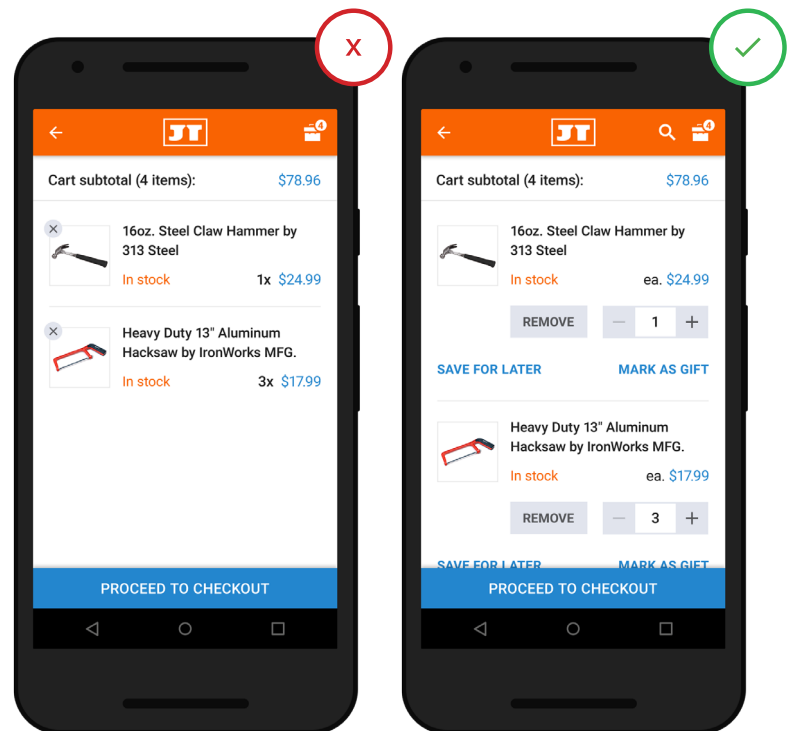 X
JT
4
Cart subtotal (4 items): $78.96
16oz. Steel Claw Hammer by
313 Steel
In stock 1x $24.99
Heavy Duty 13" Aluminum
Hacksaw by IronWorks MFG.
In stock 3x $17.99
PROCEED TO CHECKOUT
JT
4
Cart subtotal (4 items): $78.96
16oz. Steel Claw Hammer by
313 Steel
In stock ea. $24.99
REMOVE — 1 +
SAVE FOR LATER MARK AS GIFT
Heavy Duty 13" Aluminum
Hacksaw by IronWorks MFG.
In stock ea. $17.99
REMOVE — 3 +
SAVE FOR LATER MARK AS GIFT
PROCEED TO CHECKOUT